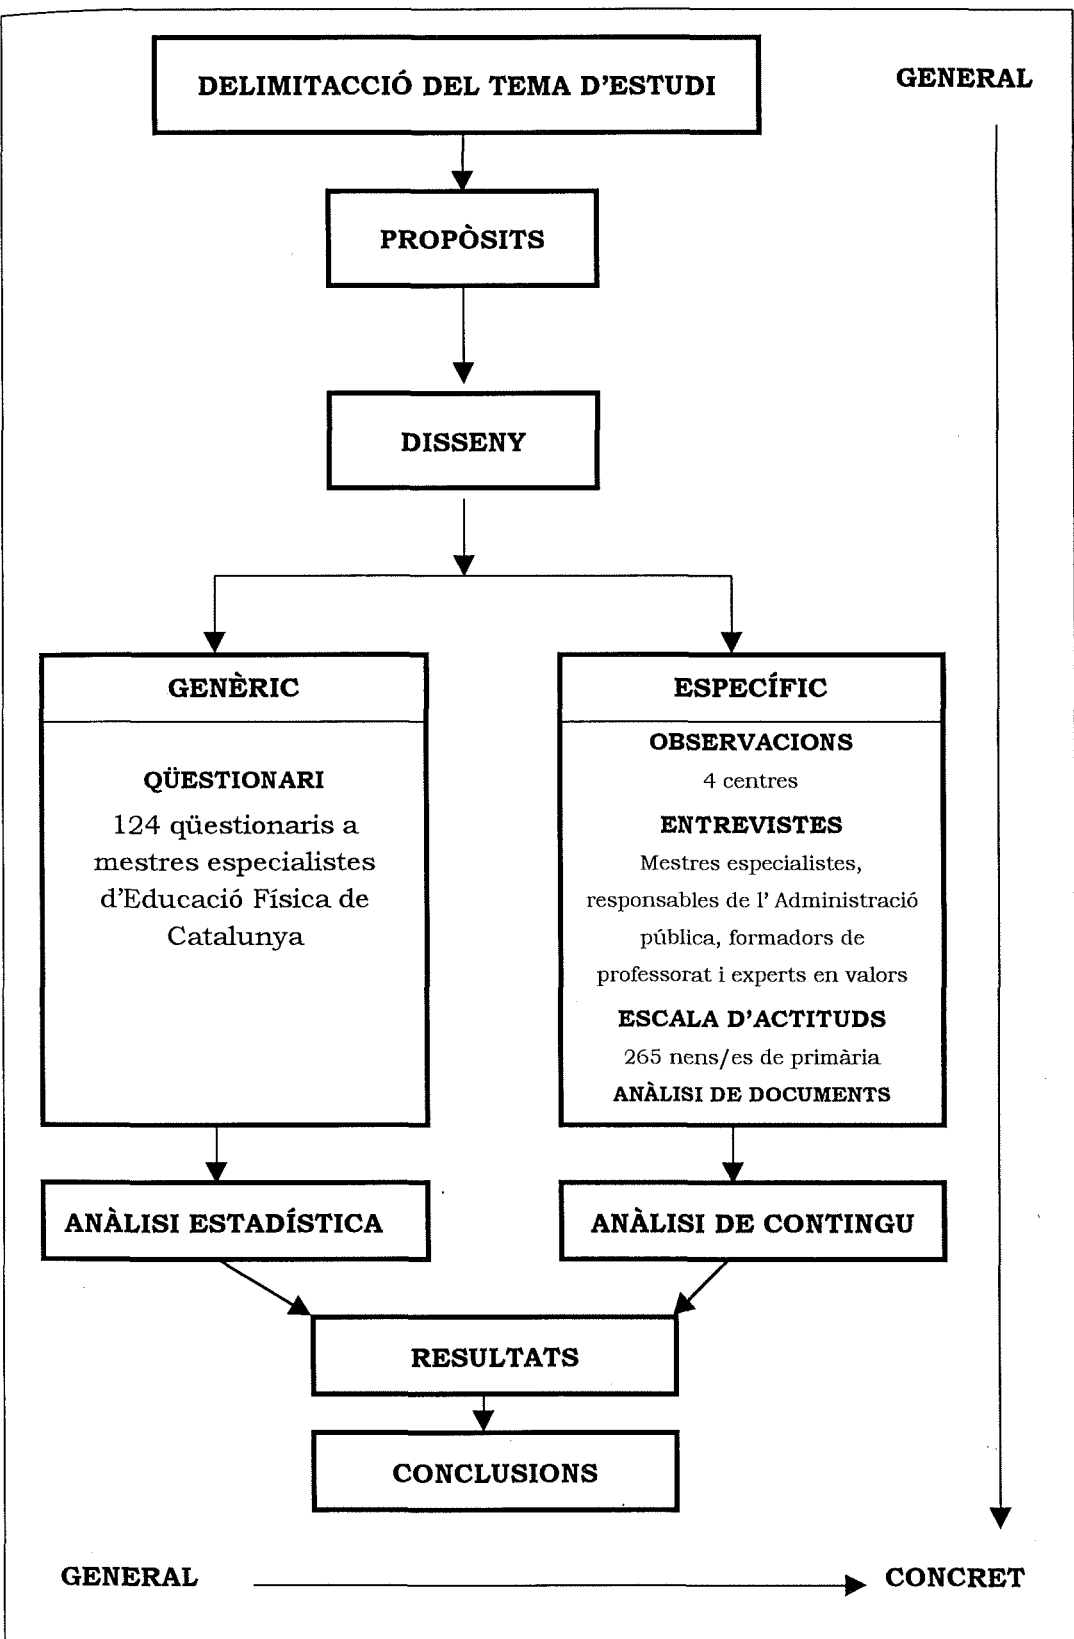 DELIMITACCIÓ DEL TEMA D'ESTUDI
GENERAL
PROPÒSITS
DISSENY
GENÈRIC
QÜESTIONARI
124 qüestionaris a
mestres especialistes
d'Educació Física de
Catalunya
ESPECÍFIC
OBSERVACIONS
4 centres
ENTREVISTES
Mestres especialistes,
responsables de l' Administració
pública, formadors de
professorat i experts en valors
ESCALA D'ACTITUDS
265 nens/es de primària
ANÀLISI DE DOCUMENTS
ANÀLISI ESTADÍSTICA
ANÀLISI DE CONTINGU
RESULTATS
CONCLUSIONS
GENERAL
CONCRET